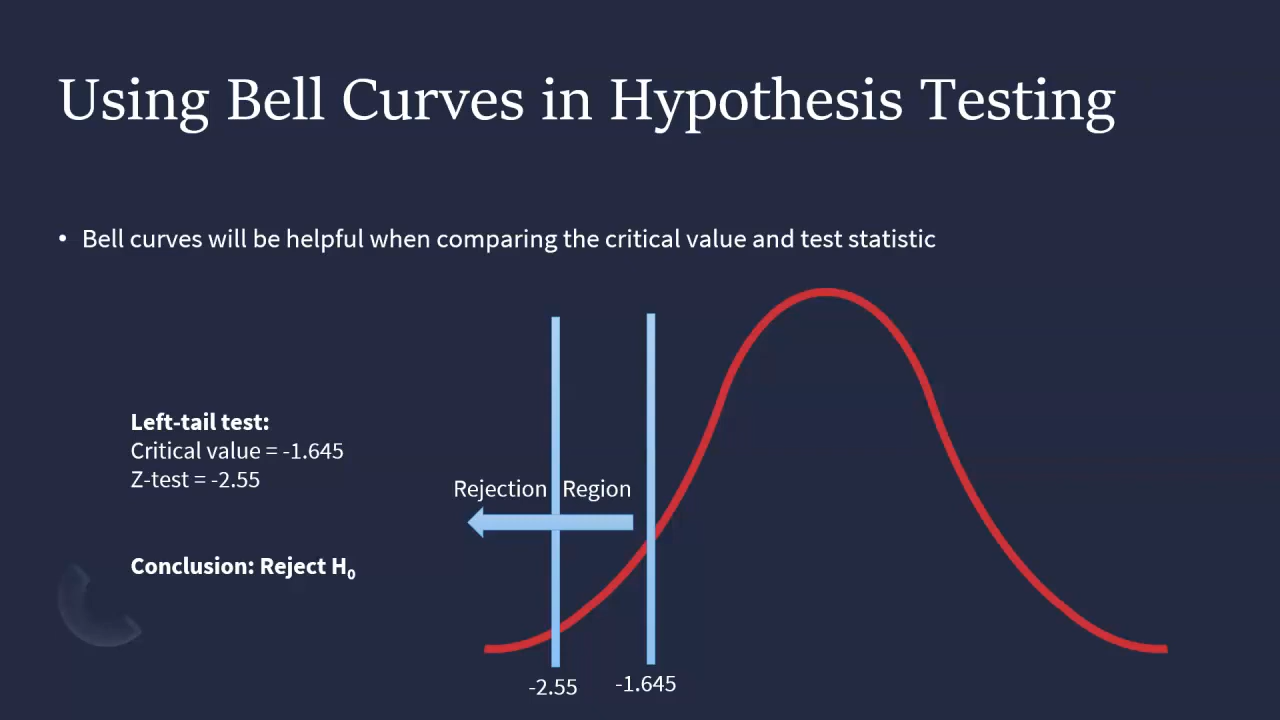 Using Bell Curves in Hypothesis Testing
• Bell curves will be helpful when comparing the critical value and test statistic
Left-tail test:
Critical value = -1.645
Z-test = -2.55
Conclusion: Reject H₀
Rejection Region
-2.55
-1.645